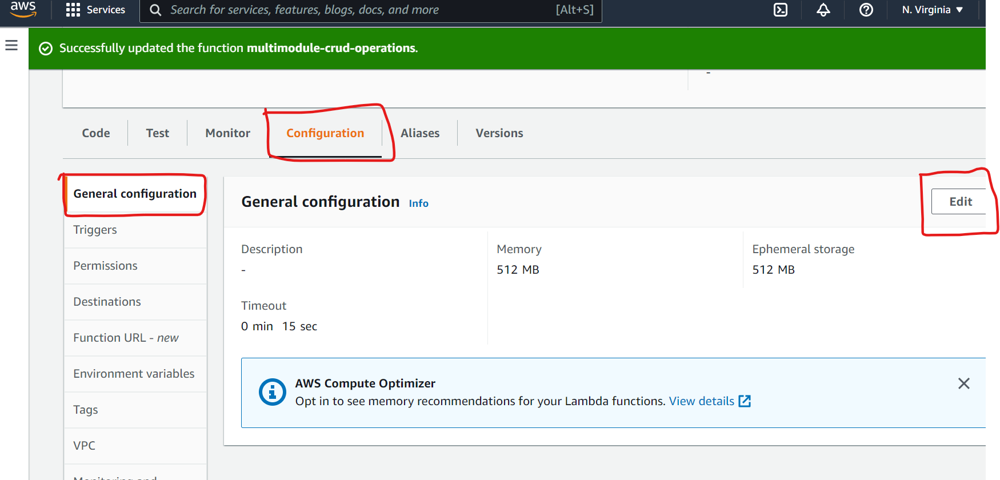 aws
Services
Search for services, features, blogs, docs, and more
[Alt+S]
N. Virginia
Successfully updated the function multimodule-crud-operations.
-
Code
Test
Monitor
Configuration
Aliases
Versions
General configuration
Triggers
Permissions
Destinations
Function URL - new
Environment variables
Tags
VPC
Monitoring and
General configuration Info
Edit
Description
-
Memory
512 MB
Ephemeral storage
512 MB
Timeout
0 min 15 sec
AWS Compute Optimizer
Opt in to see memory recommendations for your Lambda functions. View details